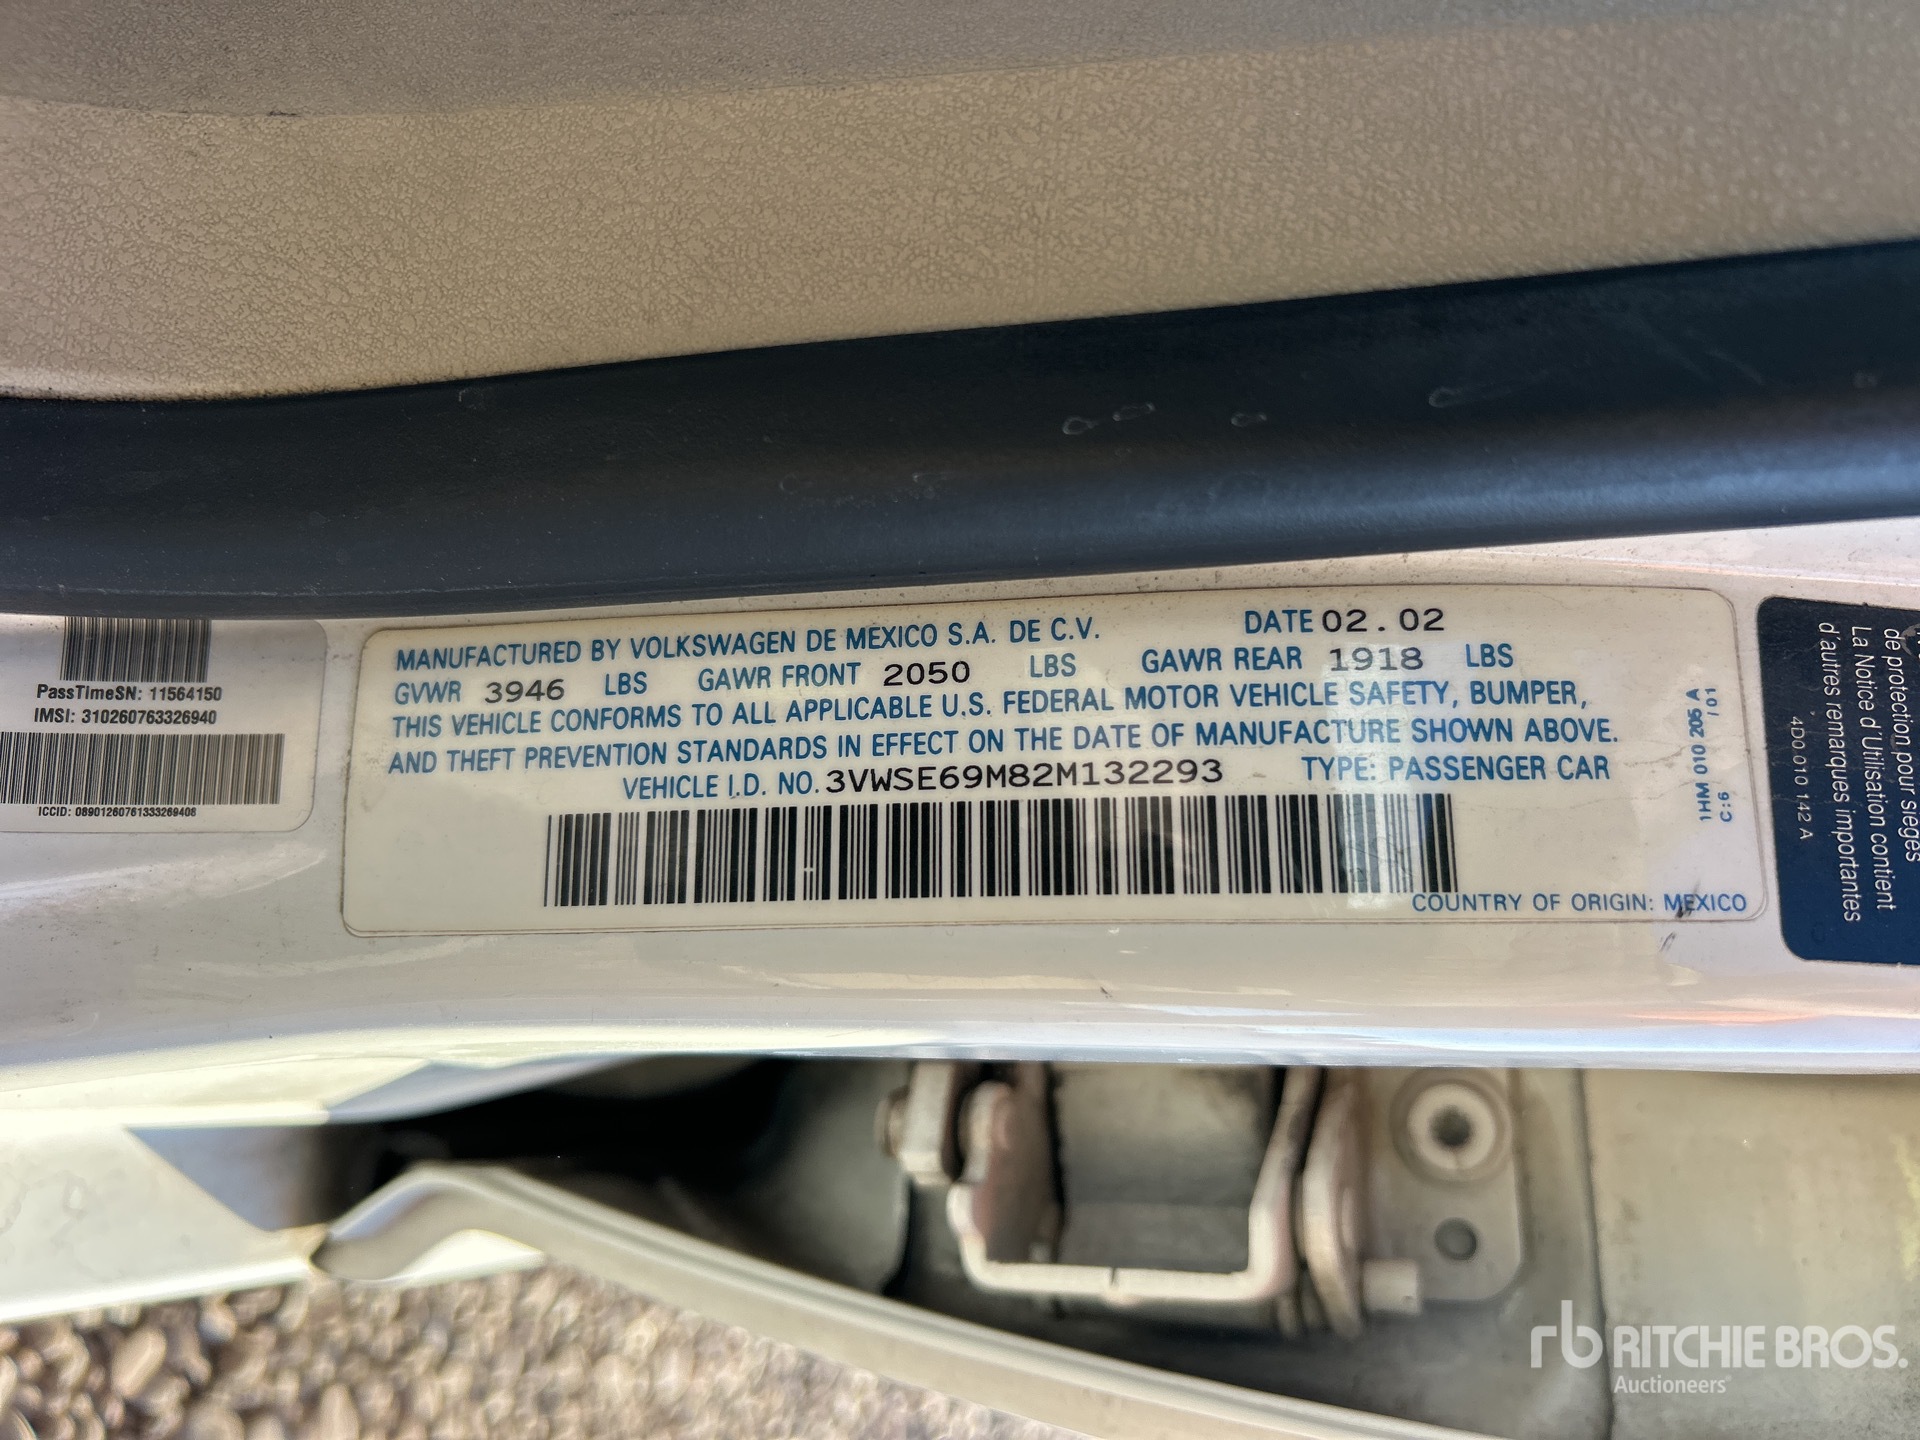 PassTimeSN: 11564150
IMSI: 310260763326940
ICCID: 08901260761333269408
MANUFACTURED BY VOLKSWAGEN DE MEXICO S.A. DE C.V. DATE 02.02
GVWR 3946 LBS GAWR FRONT 2050 LBS GAWR REAR 1918 LBS
THIS VEHICLE CONFORMS TO ALL APPLICABLE U.S. FEDERAL MOTOR VEHICLE SAFETY, BUMPER,
AND THEFT PREVENTION STANDARDS IN EFFECT ON THE DATE OF MANUFACTURE SHOWN ABOVE.
VEHICLE I.D. NO. 3VWSE69M82M132293 TYPE: PASSENGER CAR
COUNTRY OF ORIGIN: MEXICO
1HM 010 205 A
C:6 /01
de protection pour sièges
La Notice d'Utilisation contient
d'autres remarques importantes
4D0 010 142 A
rb RITCHIE BROS.
Auctioneers